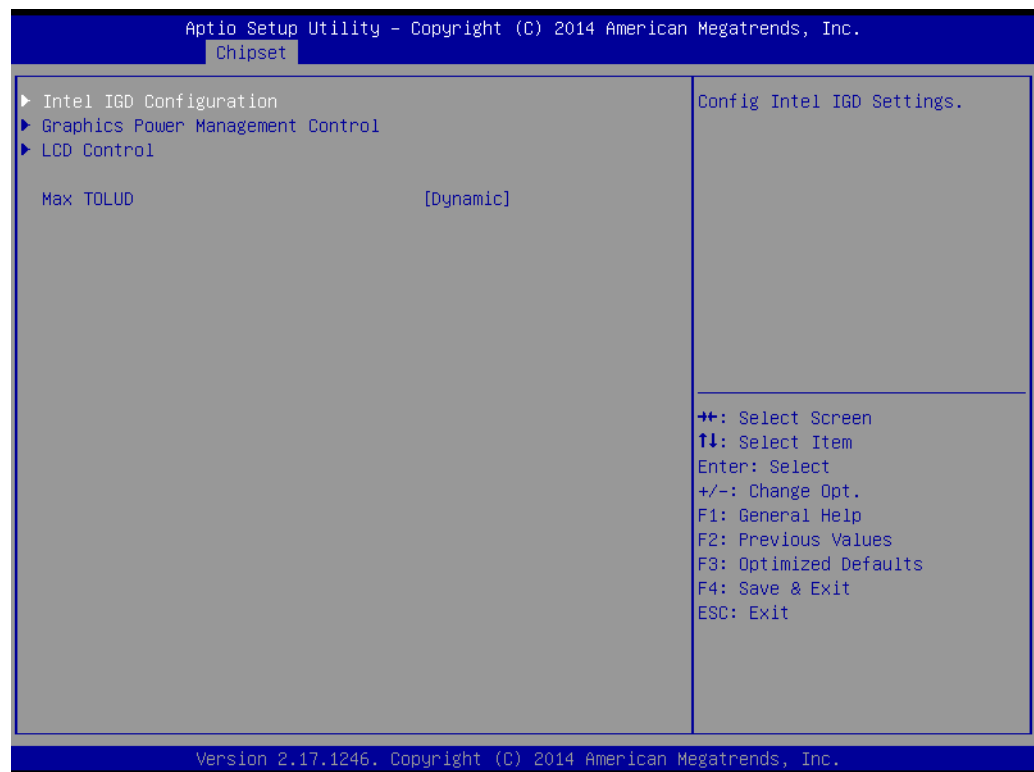 Aptio Setup Utility – Copyright (C) 2014 American Megatrends, Inc.
Chipset
▶ Intel IGD Configuration
▶ Graphics Power Management Control
▶ LCD Control
Max TOLUD [Dynamic]
Config Intel IGD Settings.
→←: Select Screen
↑↓: Select Item
Enter: Select
+/-: Change Opt.
F1: General Help
F2: Previous Values
F3: Optimized Defaults
F4: Save & Exit
ESC: Exit
Version 2.17.1246. Copyright (C) 2014 American Megatrends, Inc.